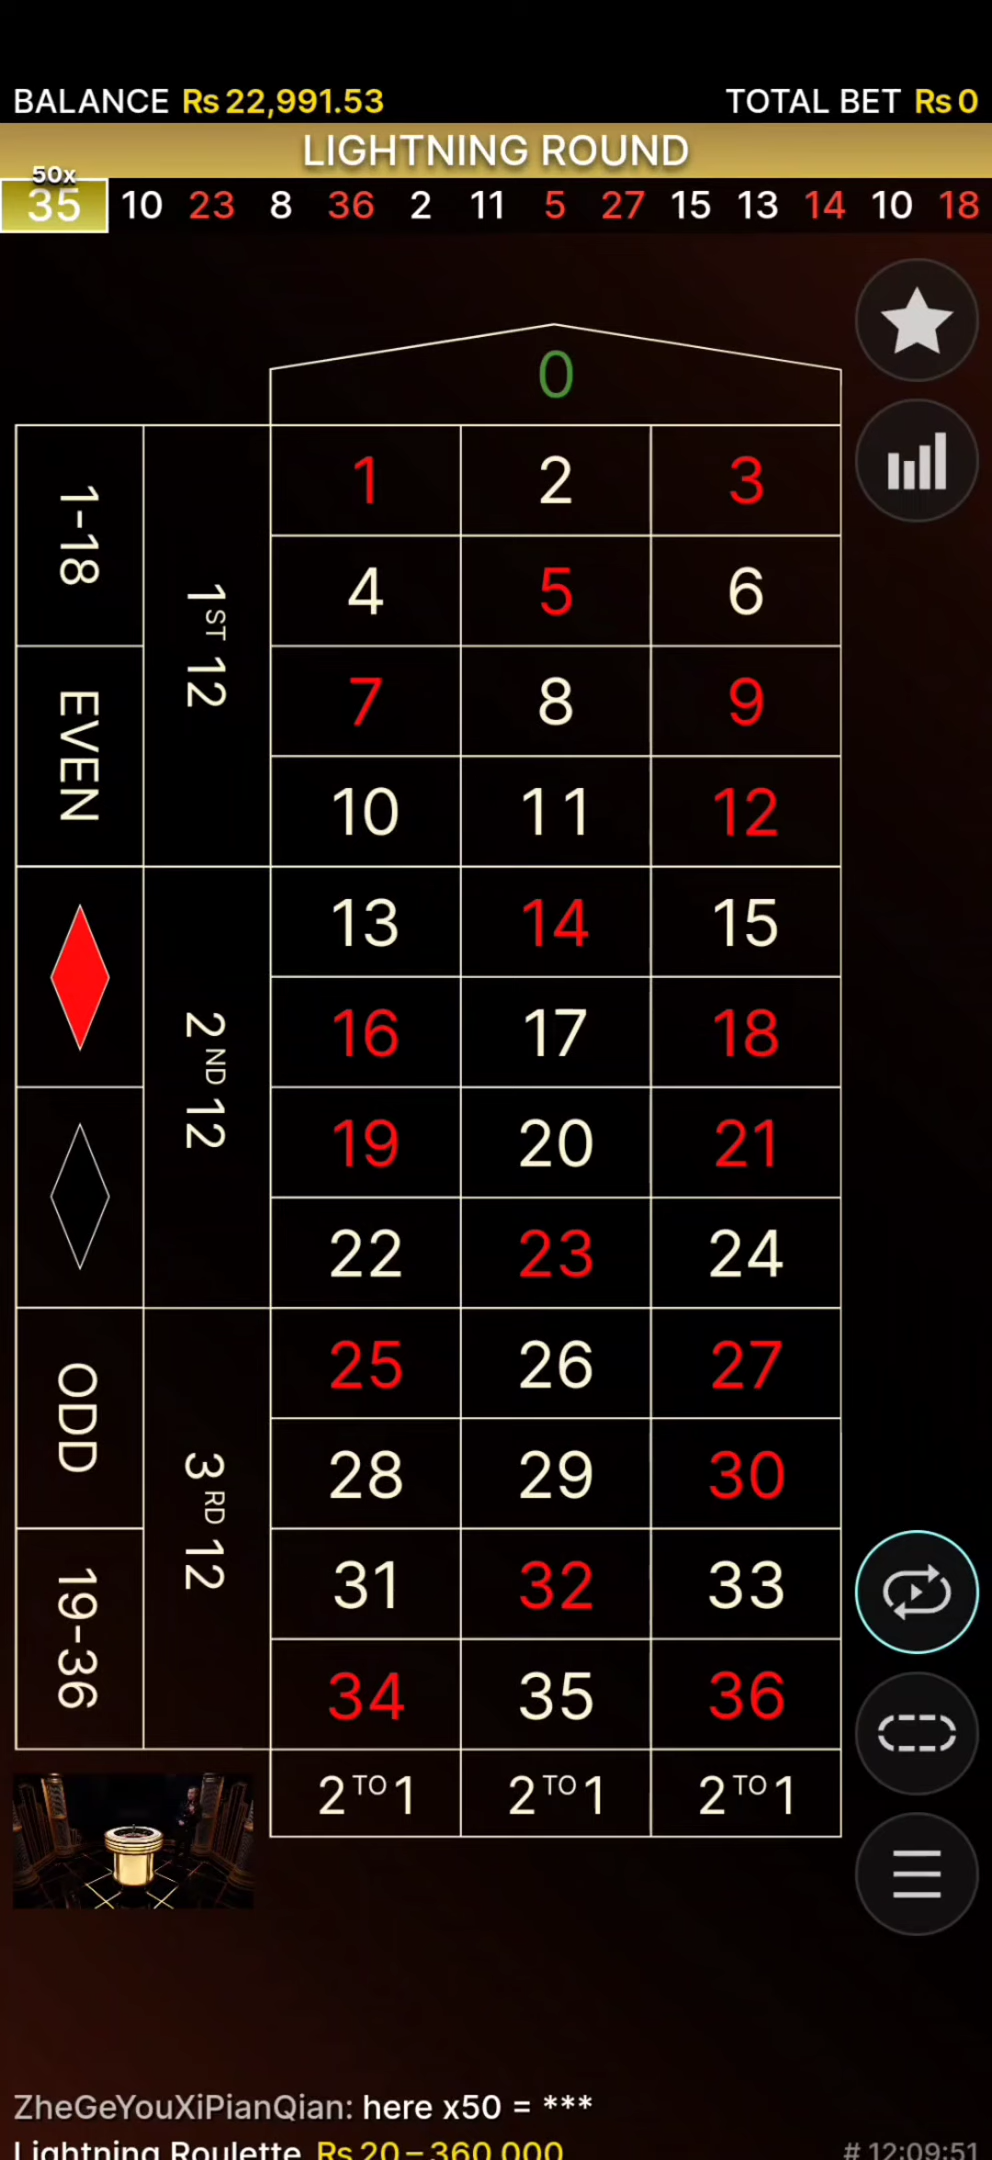 BALANCE Rs 22,991.53 TOTAL BET Rs 0
LIGHTNING ROUND
50x
35 10 23 8 36 2 11 5 27 15 13 14 10 18
0
1 2 3
4 5 6
7 8 9
10 11 12
13 14 15
16 17 18
19 20 21
22 23 24
25 26 27
28 29 30
31 32 33
34 35 36
2 TO 1 2 TO 1 2 TO 1
1-18
EVEN
ODD
19-36
1ST 12
2ND 12
3RD 12
ZheGeYouXiPianQian: here x50 = ***
Lightning Roulette Rs 20 – 360,000 # 12:09:51